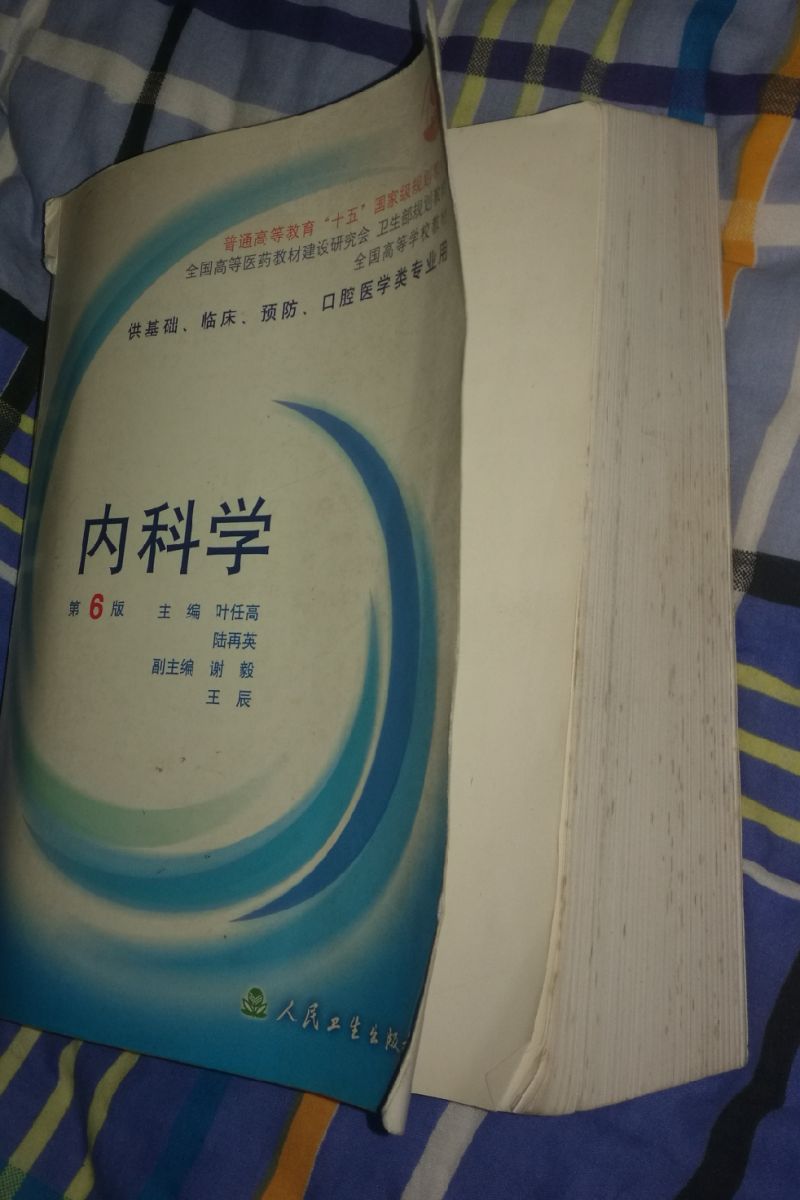 普通高等教育“十五”国家级规划
全国高等医药教材建设研究会 卫生部规划教
全国高等学校教材
供基础、临床、预防、口腔医学类专业用
内科学
第6版 主 编 叶任高
陆再英
副主编 谢 毅
王 辰
人民卫生出版